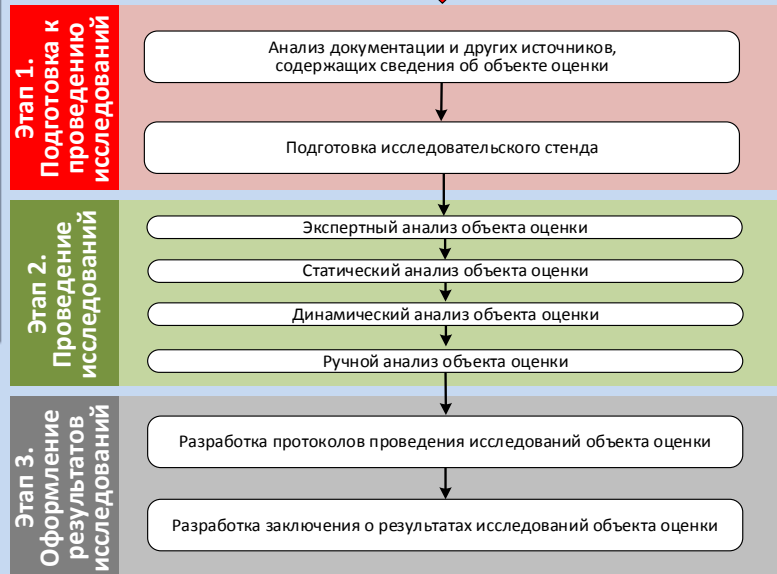 Этап 1.
Подготовка к
проведению
исследований
Анализ документации и других источников,
содержащих сведения об объекте оценки
Подготовка исследовательского стенда
Этап 2.
Проведение
исследований
Экспертный анализ объекта оценки
Статический анализ объекта оценки
Динамический анализ объекта оценки
Ручной анализ объекта оценки
Этап 3.
Оформление
результатов
исследований
Разработка протоколов проведения исследований объекта оценки
Разработка заключения о результатах исследований объекта оценки